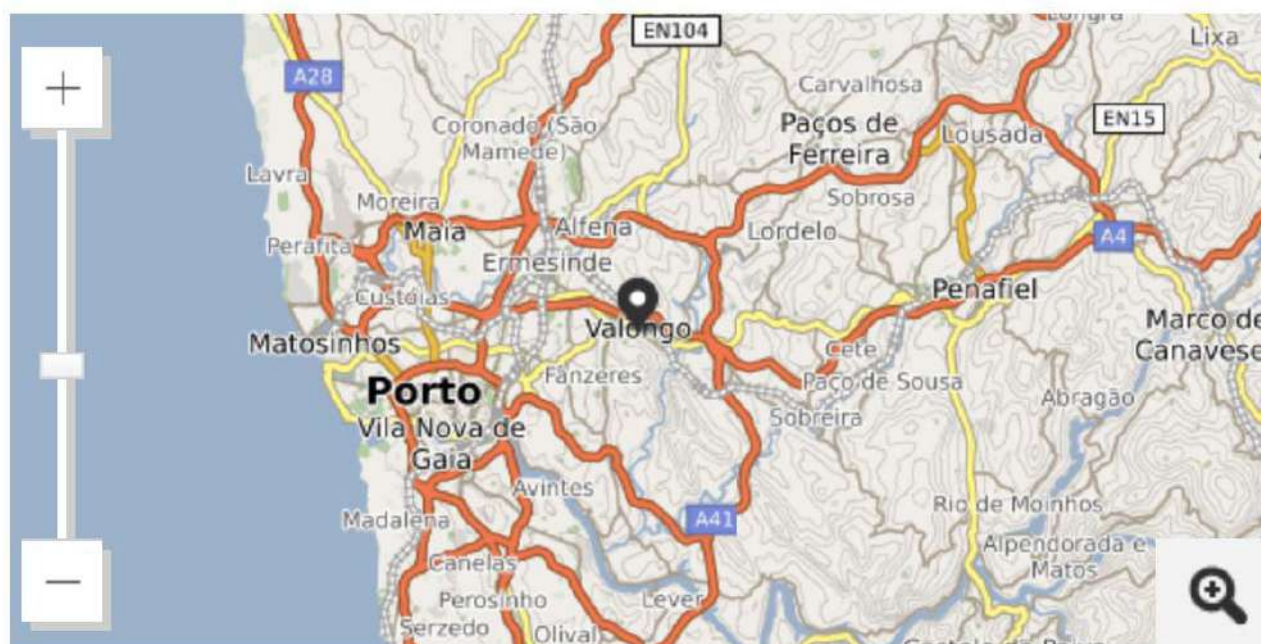 +
EN104
Longra
Lixa
A28
Carvalhosa
EN15
Coronado (São
Mamede)
Paços de
Ferreira
Lousada
Lavra
Moreira
Sobrosa
Maia
Alfena
Lordelo
A4
Perafita
Ermesinde
Custóias
Penafiel
Valongo
Marco de
Canavese
Matosinhos
Cete
Fânzeres
Paço de Sousa
Porto
Abragão
Sobreira
Vila Nova de
Gaia
Avintes
Rio de Moinhos
Madalena
A41
Alpendorada e
Matos
Canelas
Perosinho
Lever
−
Serzedo
Olival